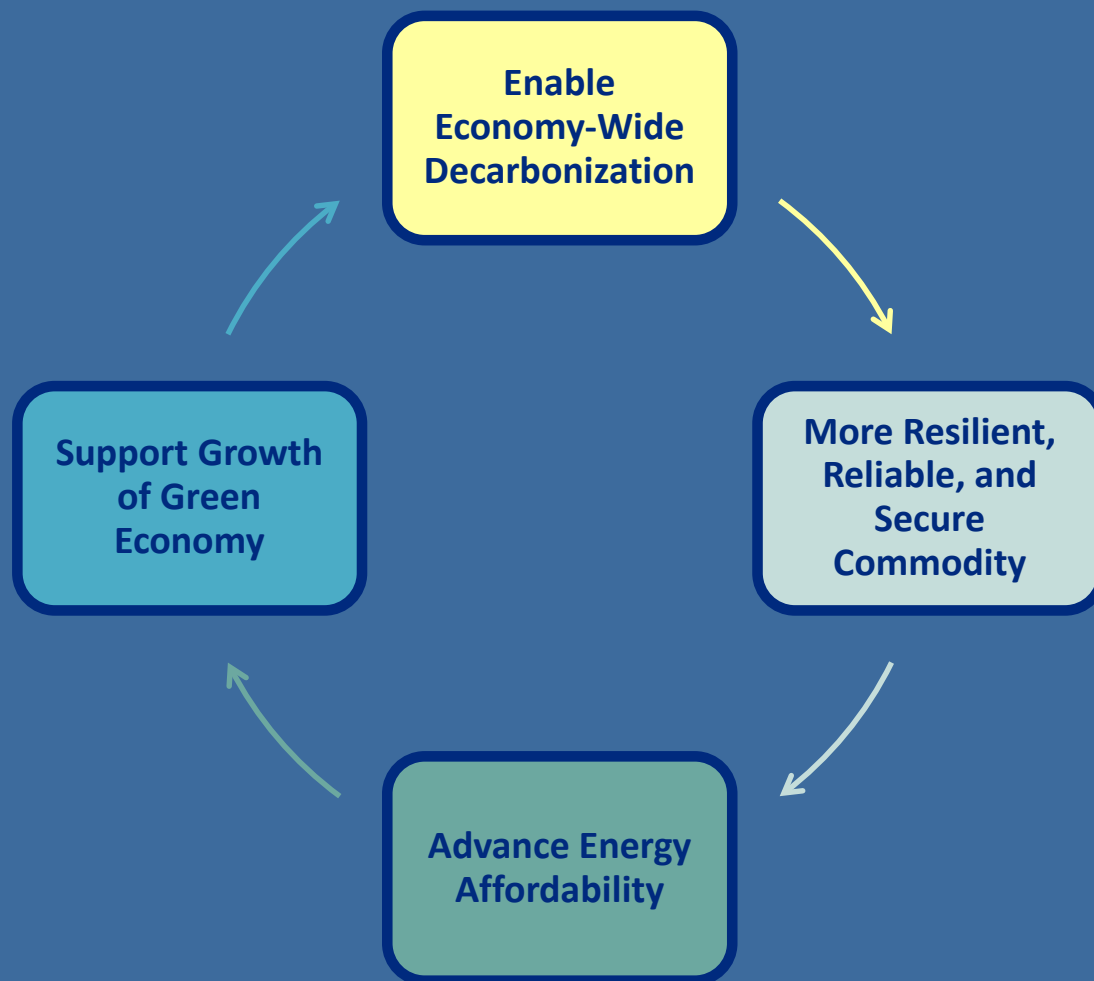 Enable
Economy-Wide
Decarbonization
More Resilient,
Reliable, and
Secure
Commodity
Advance Energy
Affordability
Support Growth
of Green
Economy